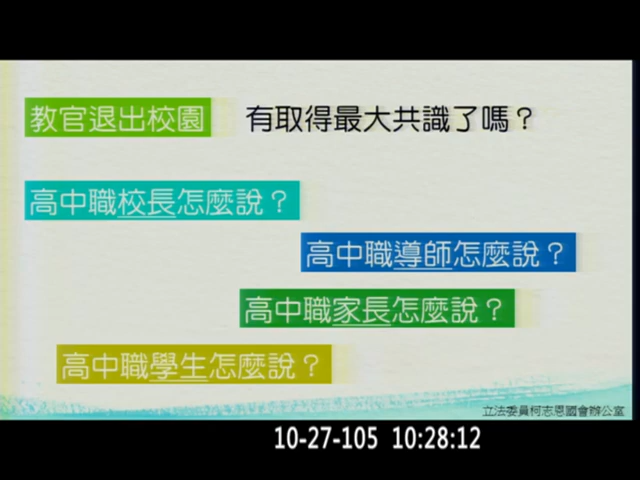 教官退出校園 有取得最大共識了嗎？
高中職校長怎麼說？
高中職導師怎麼說？
高中職家長怎麼說？
高中職學生怎麼說？
立法委員柯志恩國會辦公室
10-27-105 10:28:12